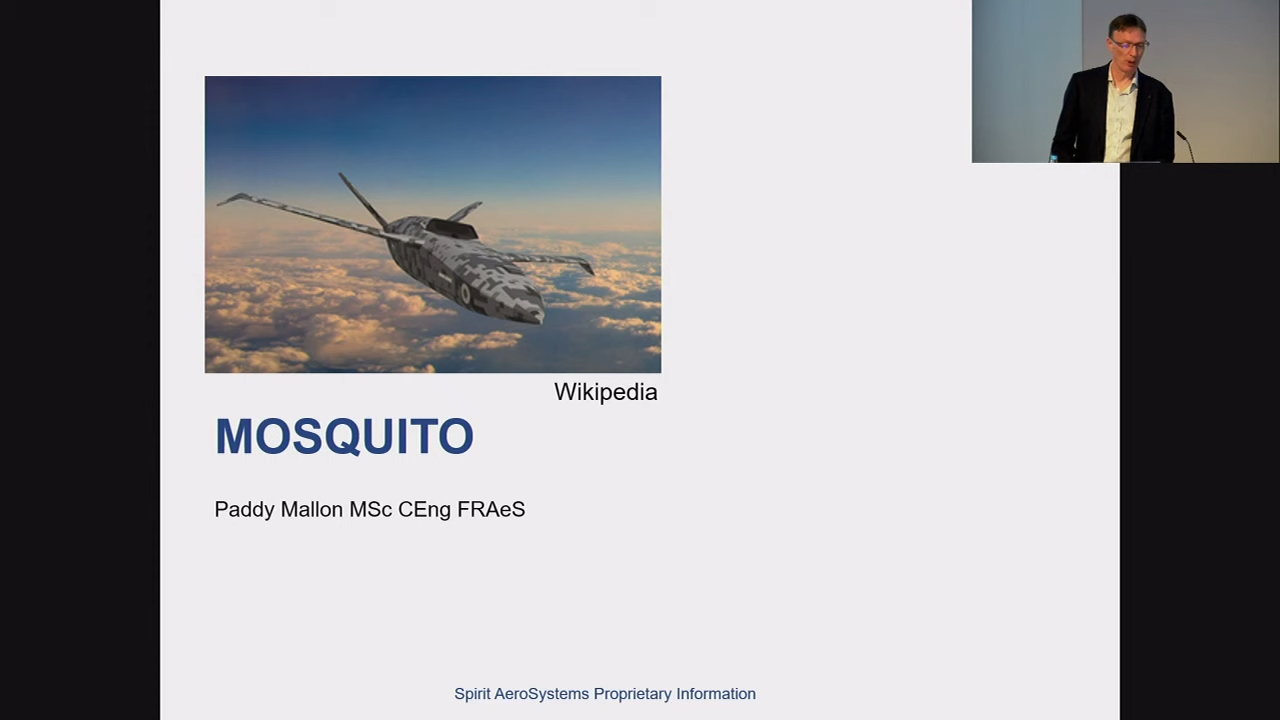 Wikipedia
MOSQUITO
Paddy Mallon MSc CEng FRAeS
Spirit AeroSystems Proprietary Information